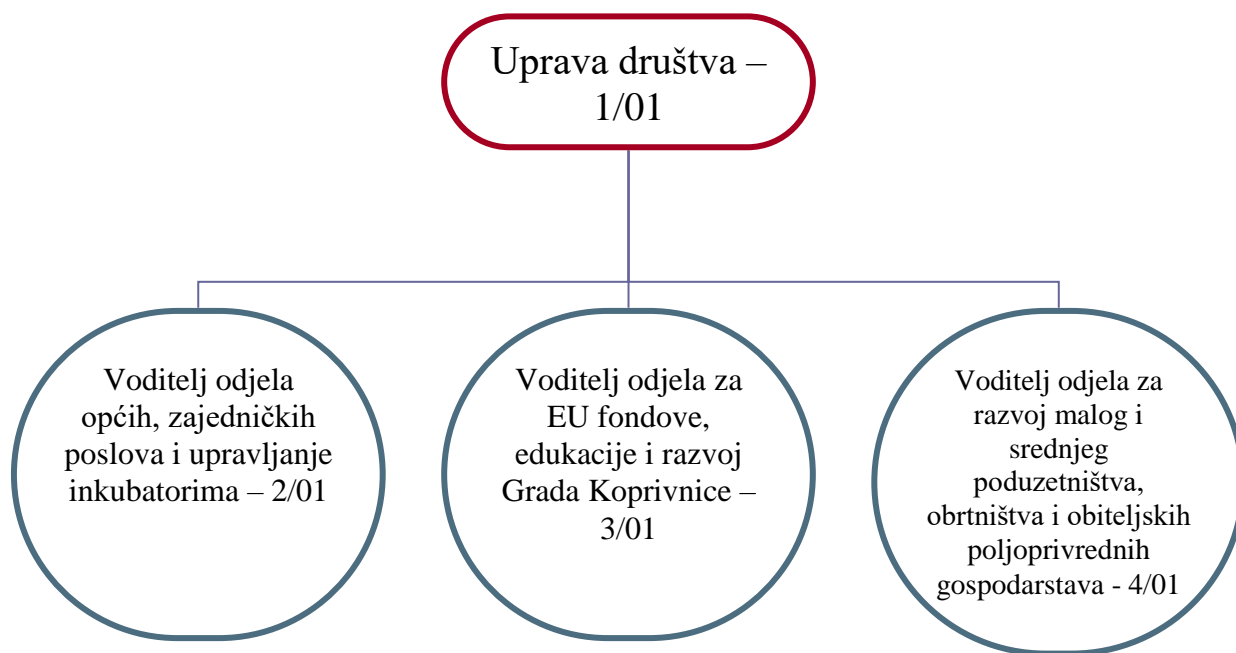 Uprava društva –
1/01
Voditelj odjela
općih, zajedničkih
poslova i upravljanje
inkubatorima – 2/01
Voditelj odjela za
EU fondove,
edukacije i razvoj
Grada Koprivnice –
3/01
Voditelj odjela za
razvoj malog i
srednjeg
poduzetništva,
obrtništva i obiteljskih
poljoprivrednih
gospodarstava - 4/01